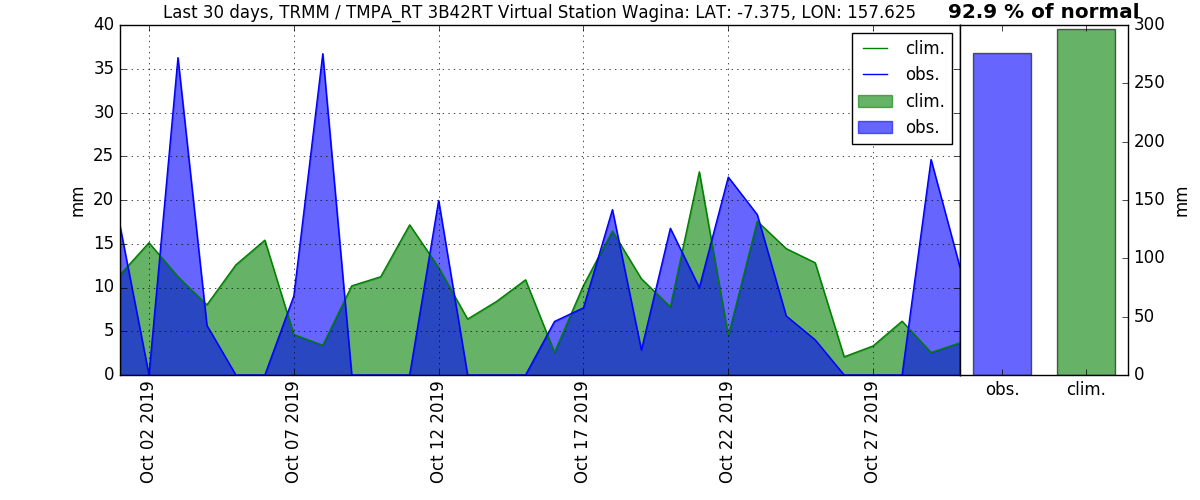 Last 30 days, TRMM / TMPA_RT 3B42RT Virtual Station Wagina: LAT: -7.375, LON: 157.625
92.9 % of normal
40
35
30
25
20
15
10
5
0
mm
clim.
obs.
clim.
obs.
300
250
200
150
100
50
0
mm
obs.
clim.
Oct 02 2019
Oct 07 2019
Oct 12 2019
Oct 17 2019
Oct 22 2019
Oct 27 2019